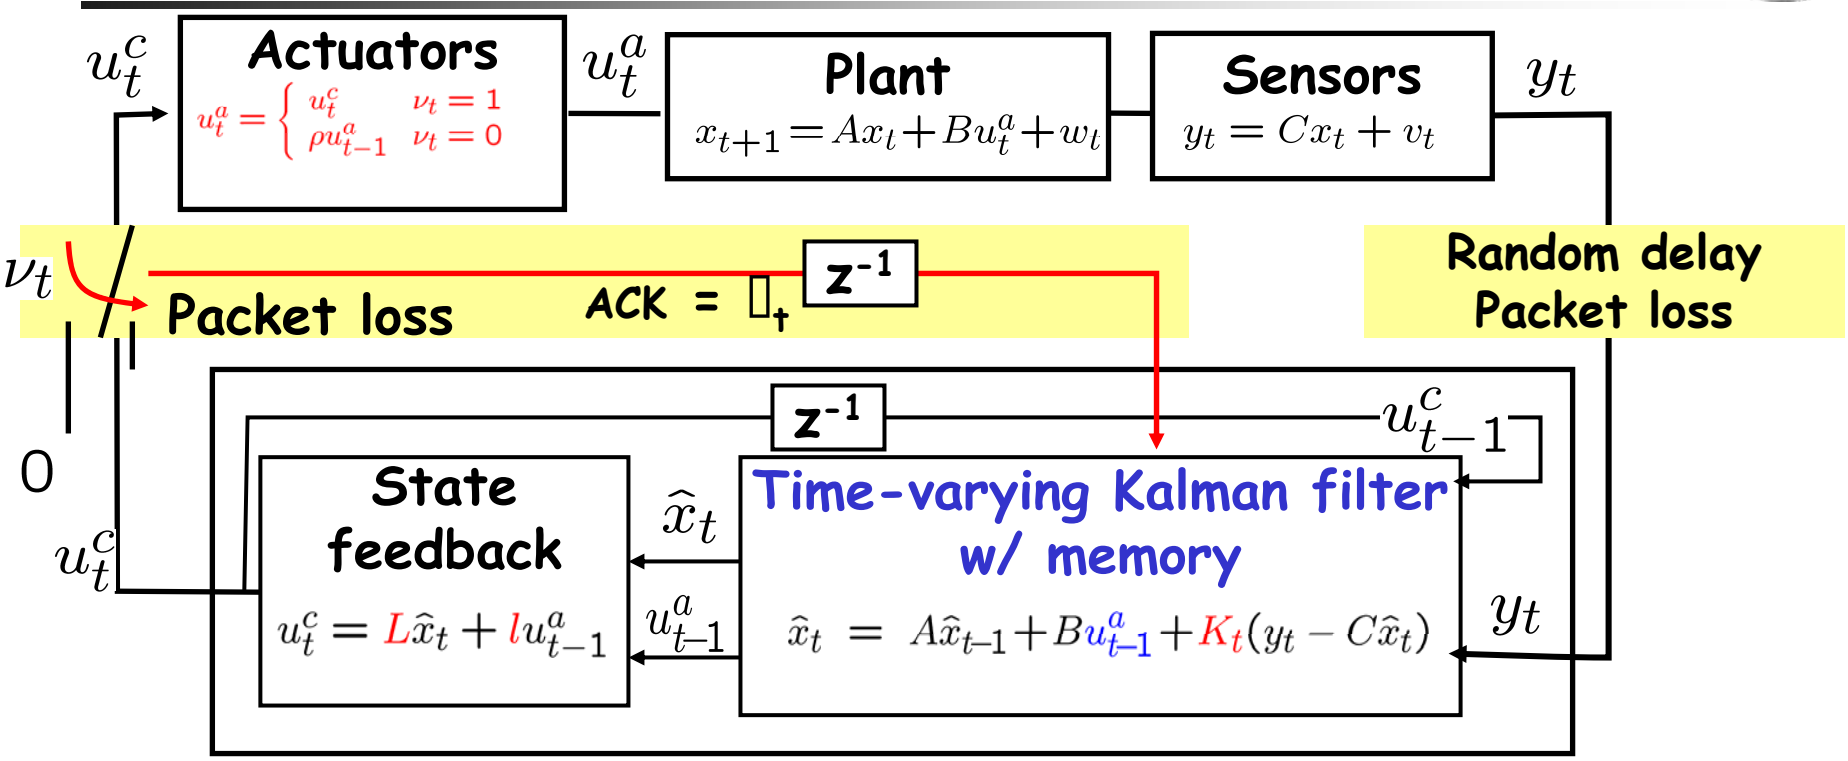 u_t^c
Actuators
u_t^a = { u_t^c ν_t = 1
ρu_{t-1}^a ν_t = 0
u_t^a
Plant
x_{t+1} = Ax_t + Bu_t^a + w_t
Sensors
y_t = Cx_t + v_t
y_t
ν_t
Packet loss
ACK = ▯_t
z^{-1}
Random delay
Packet loss
0
z^{-1}
u_{t-1}^c
u_t^c
State
feedback
u_t^c = Lx̂_t + lu_{t-1}^a
x̂_t
u_{t-1}^a
Time-varying Kalman filter
w/ memory
x̂_t = Ax̂_{t-1} + Bu_{t-1}^a + K_t(y_t - Cx̂_t)
y_t